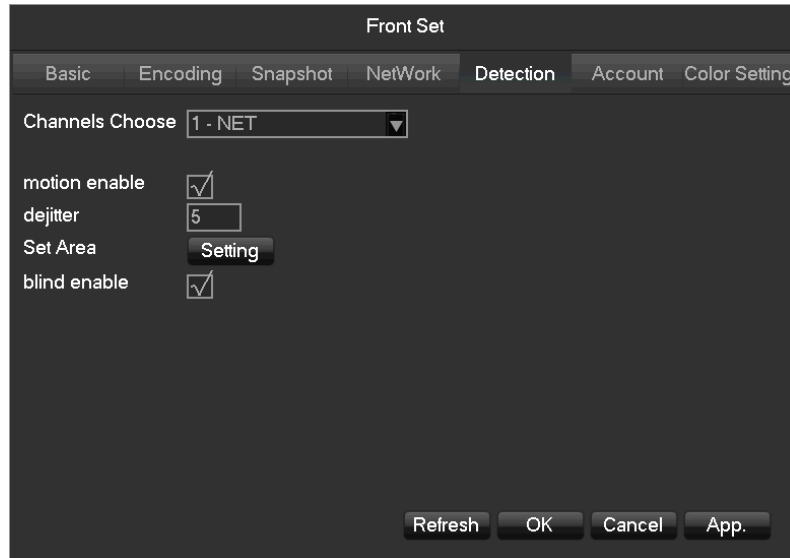 Front Set
Basic Encoding Snapshot NetWork Detection Account Color Setting
Channels Choose 1 - NET
motion enable
dejitter 5
Set Area Setting
blind enable
Refresh OK Cancel App.